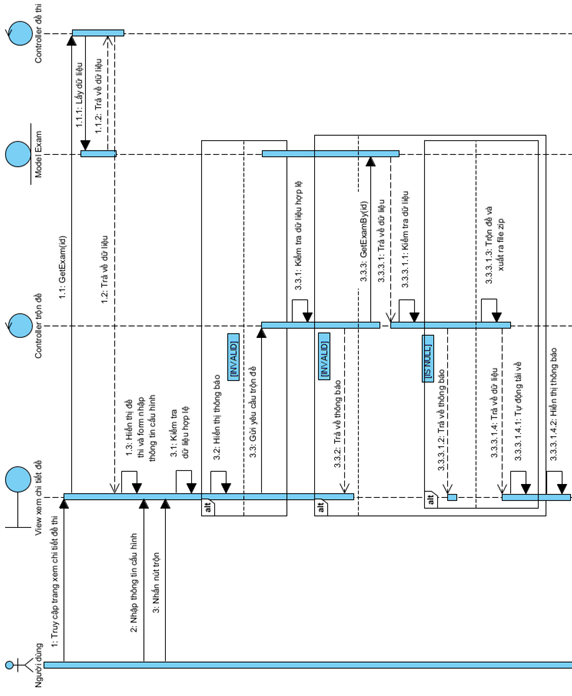 Người dùng
View xem chi tiết đề
Controller trộn đề
Model Exam
Controller đề thi
1: Truy cập trang xem chi tiết đề thi
1.1: GetExam(id)
1.1.1: Lấy dữ liệu
1.1.2: Trả về dữ liệu
1.2: Trả về dữ liệu
1.3: Hiển thị đề
thi và form nhập
thông tin cấu hình
2: Nhập thông tin cấu hình
3: Nhấn nút trộn
3.1: Kiểm tra
dữ liệu hợp lệ
alt
3.2: Hiển thị thông báo
[INVALID]
3.3: Gửi yêu cầu trộn đề
3.3.1: Kiểm tra dữ liệu hợp lệ
alt
[INVALID]
3.3.2: Trả về thông báo
3.3.3: GetExamBy(id)
3.3.3.1: Trả về dữ liệu
3.3.3.1.1: Kiểm tra dữ liệu
alt
[IS NULL]
3.3.3.1.2: Trả về thông báo
3.3.3.1.3: Trộn đề và
xuất ra file zip
3.3.3.1.4: Trả về dữ liệu
3.3.3.1.4.1: Tự động tải về
3.3.3.1.4.2: Hiển thị thông báo